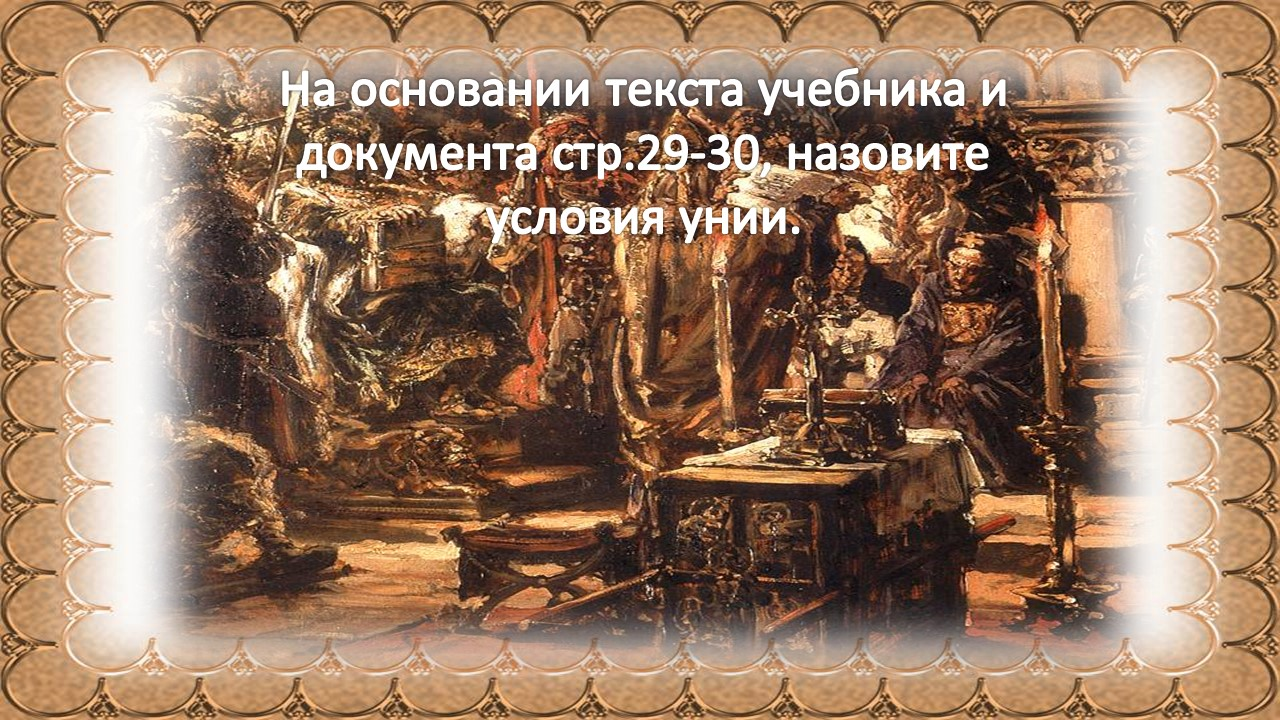 На основании текста учебника и
документа стр.29-30, назовите
условия унии.